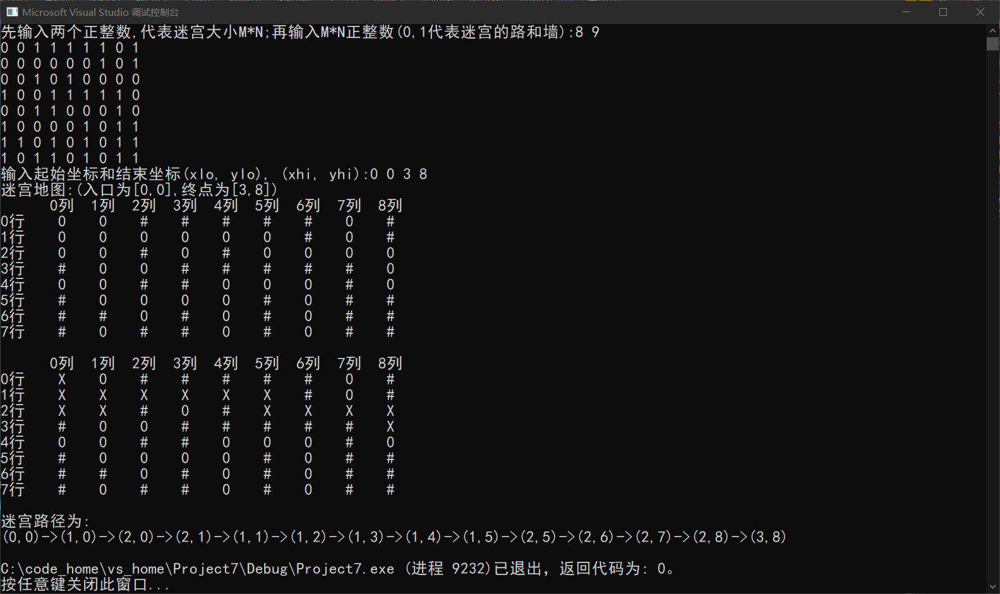 Microsoft Visual Studio 调试控制台
先输入两个正整数,代表迷宫大小M*N;再输入M*N正整数(0,1代表迷宫的路和墙):8 9
0 0 1 1 1 1 1 0 1
0 0 0 0 0 0 1 0 1
0 0 1 0 1 0 0 0 0
1 0 0 1 1 1 1 1 0
0 0 1 1 0 0 0 1 0
1 0 0 0 0 1 0 1 1
1 1 0 1 0 1 0 1 1
1 0 1 1 0 1 0 1 1
输入起始坐标和结束坐标(xlo, ylo), (xhi, yhi):0 0 3 8
迷宫地图:(入口为[0,0],终点为[3,8])
0列 1列 2列 3列 4列 5列 6列 7列 8列
0行 0 0 # # # # # 0 #
1行 0 0 0 0 0 0 # 0 #
2行 0 0 # 0 # 0 0 0 0
3行 # 0 0 # # # # # 0
4行 0 0 # # 0 0 0 # 0
5行 # 0 0 0 0 # 0 # #
6行 # # 0 # 0 # 0 # #
7行 # 0 # # 0 # 0 # #
0列 1列 2列 3列 4列 5列 6列 7列 8列
0行 X 0 # # # # # 0 #
1行 X X X X X X # 0 #
2行 X X # 0 # X X X X
3行 # 0 0 # # # # # X
4行 0 0 # # 0 0 0 # 0
5行 # 0 0 0 0 # 0 # #
6行 # # 0 # 0 # 0 # #
7行 # 0 # # 0 # 0 # #
迷宫路径为:
(0,0)->(1,0)->(2,0)->(2,1)->(1,1)->(1,2)->(1,3)->(1,4)->(1,5)->(2,5)->(2,6)->(2,7)->(2,8)->(3,8)
C:\code_home\vs_home\Project7\Debug\Project7.exe (进程 9232)已退出，返回代码为: 0。
按任意键关闭此窗口...